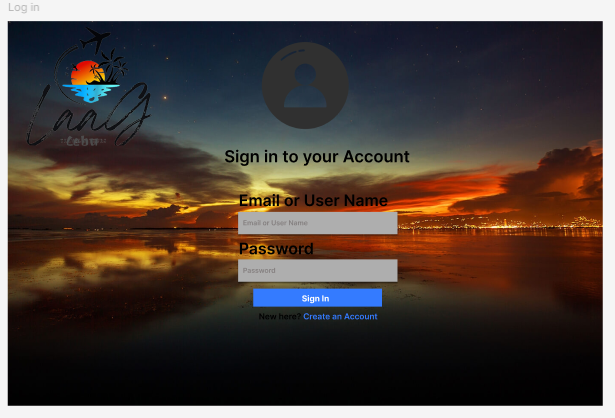 Log in
LaaG
Cebu
Sign in to your Account
Email or User Name
Email or User Name
Password
Password
Sign In
New here? Create an Account